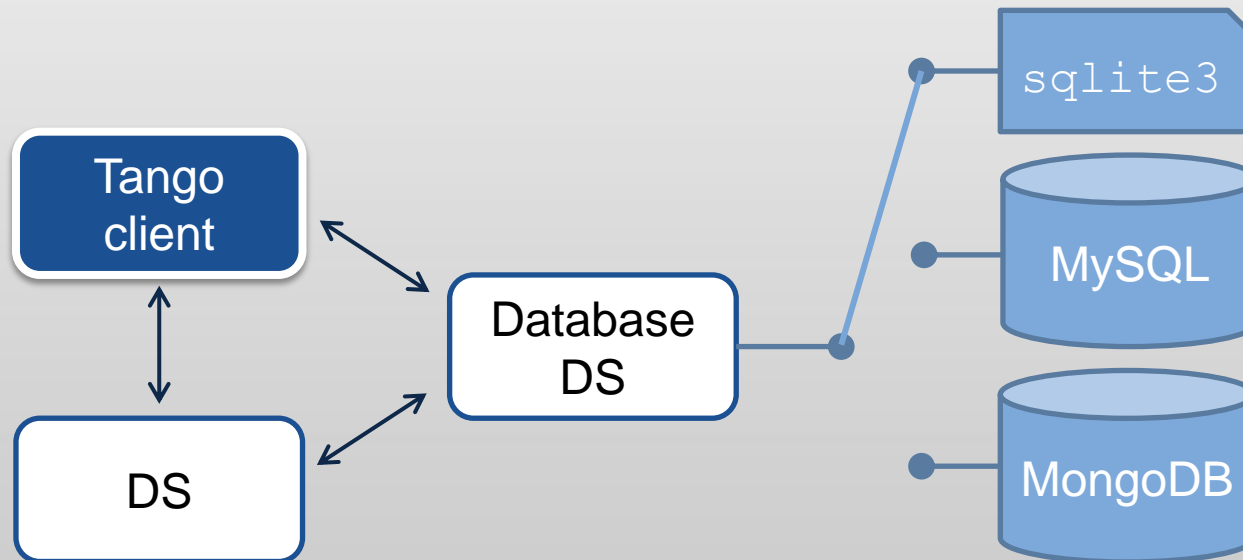 Tango
client
DS
Database
DS
sqlite3
MySQL
MongoDB